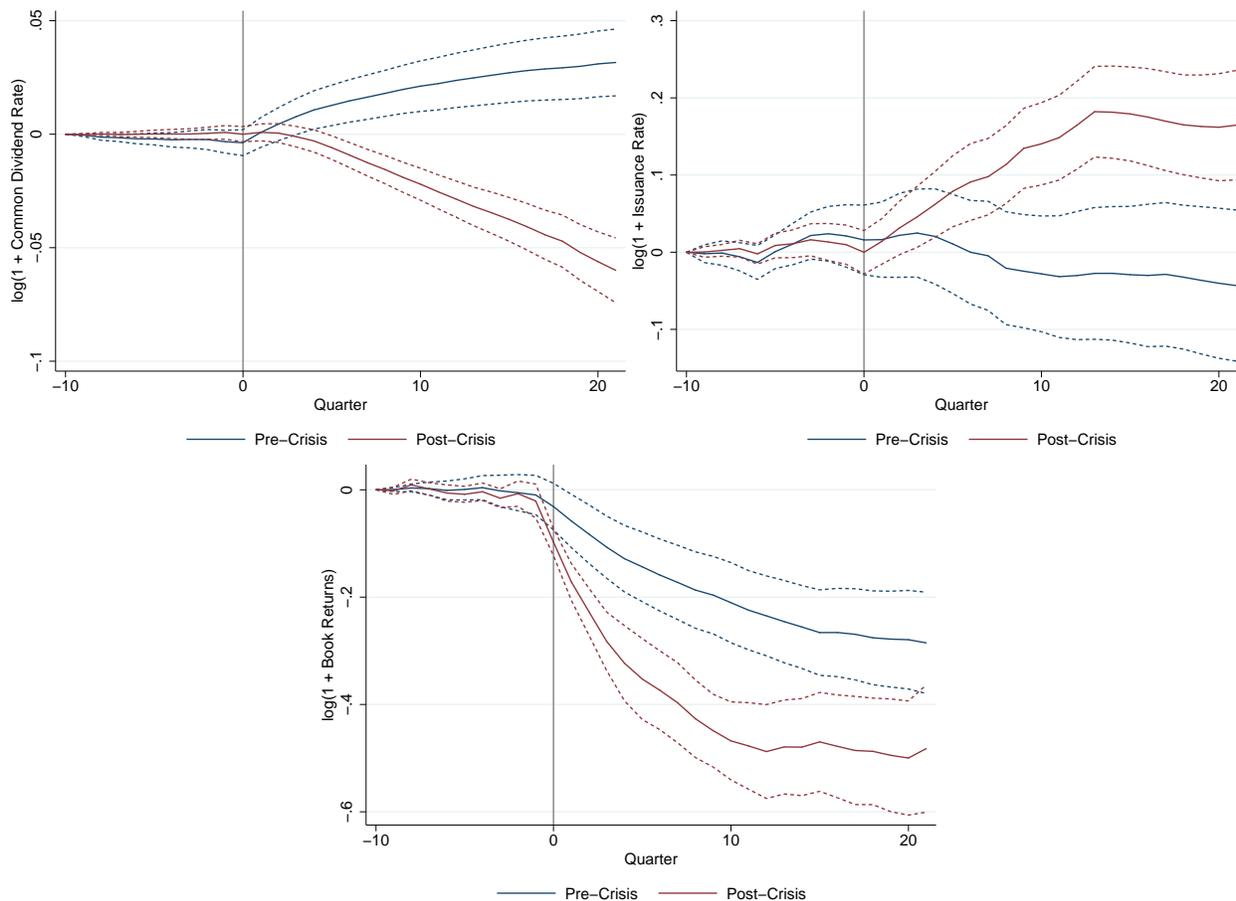 log(1 + Common Dividend Rate)
.05
0
−.05
−.1
−10 0 10 20
Quarter
Pre−Crisis Post−Crisis
log(1 + Issuance Rate)
.3
.2
.1
0
−.1
−10 0 10 20
Quarter
Pre−Crisis Post−Crisis
log(1 + Book Returns)
0
−.2
−.4
−.6
−10 0 10 20
Quarter
Pre−Crisis Post−Crisis